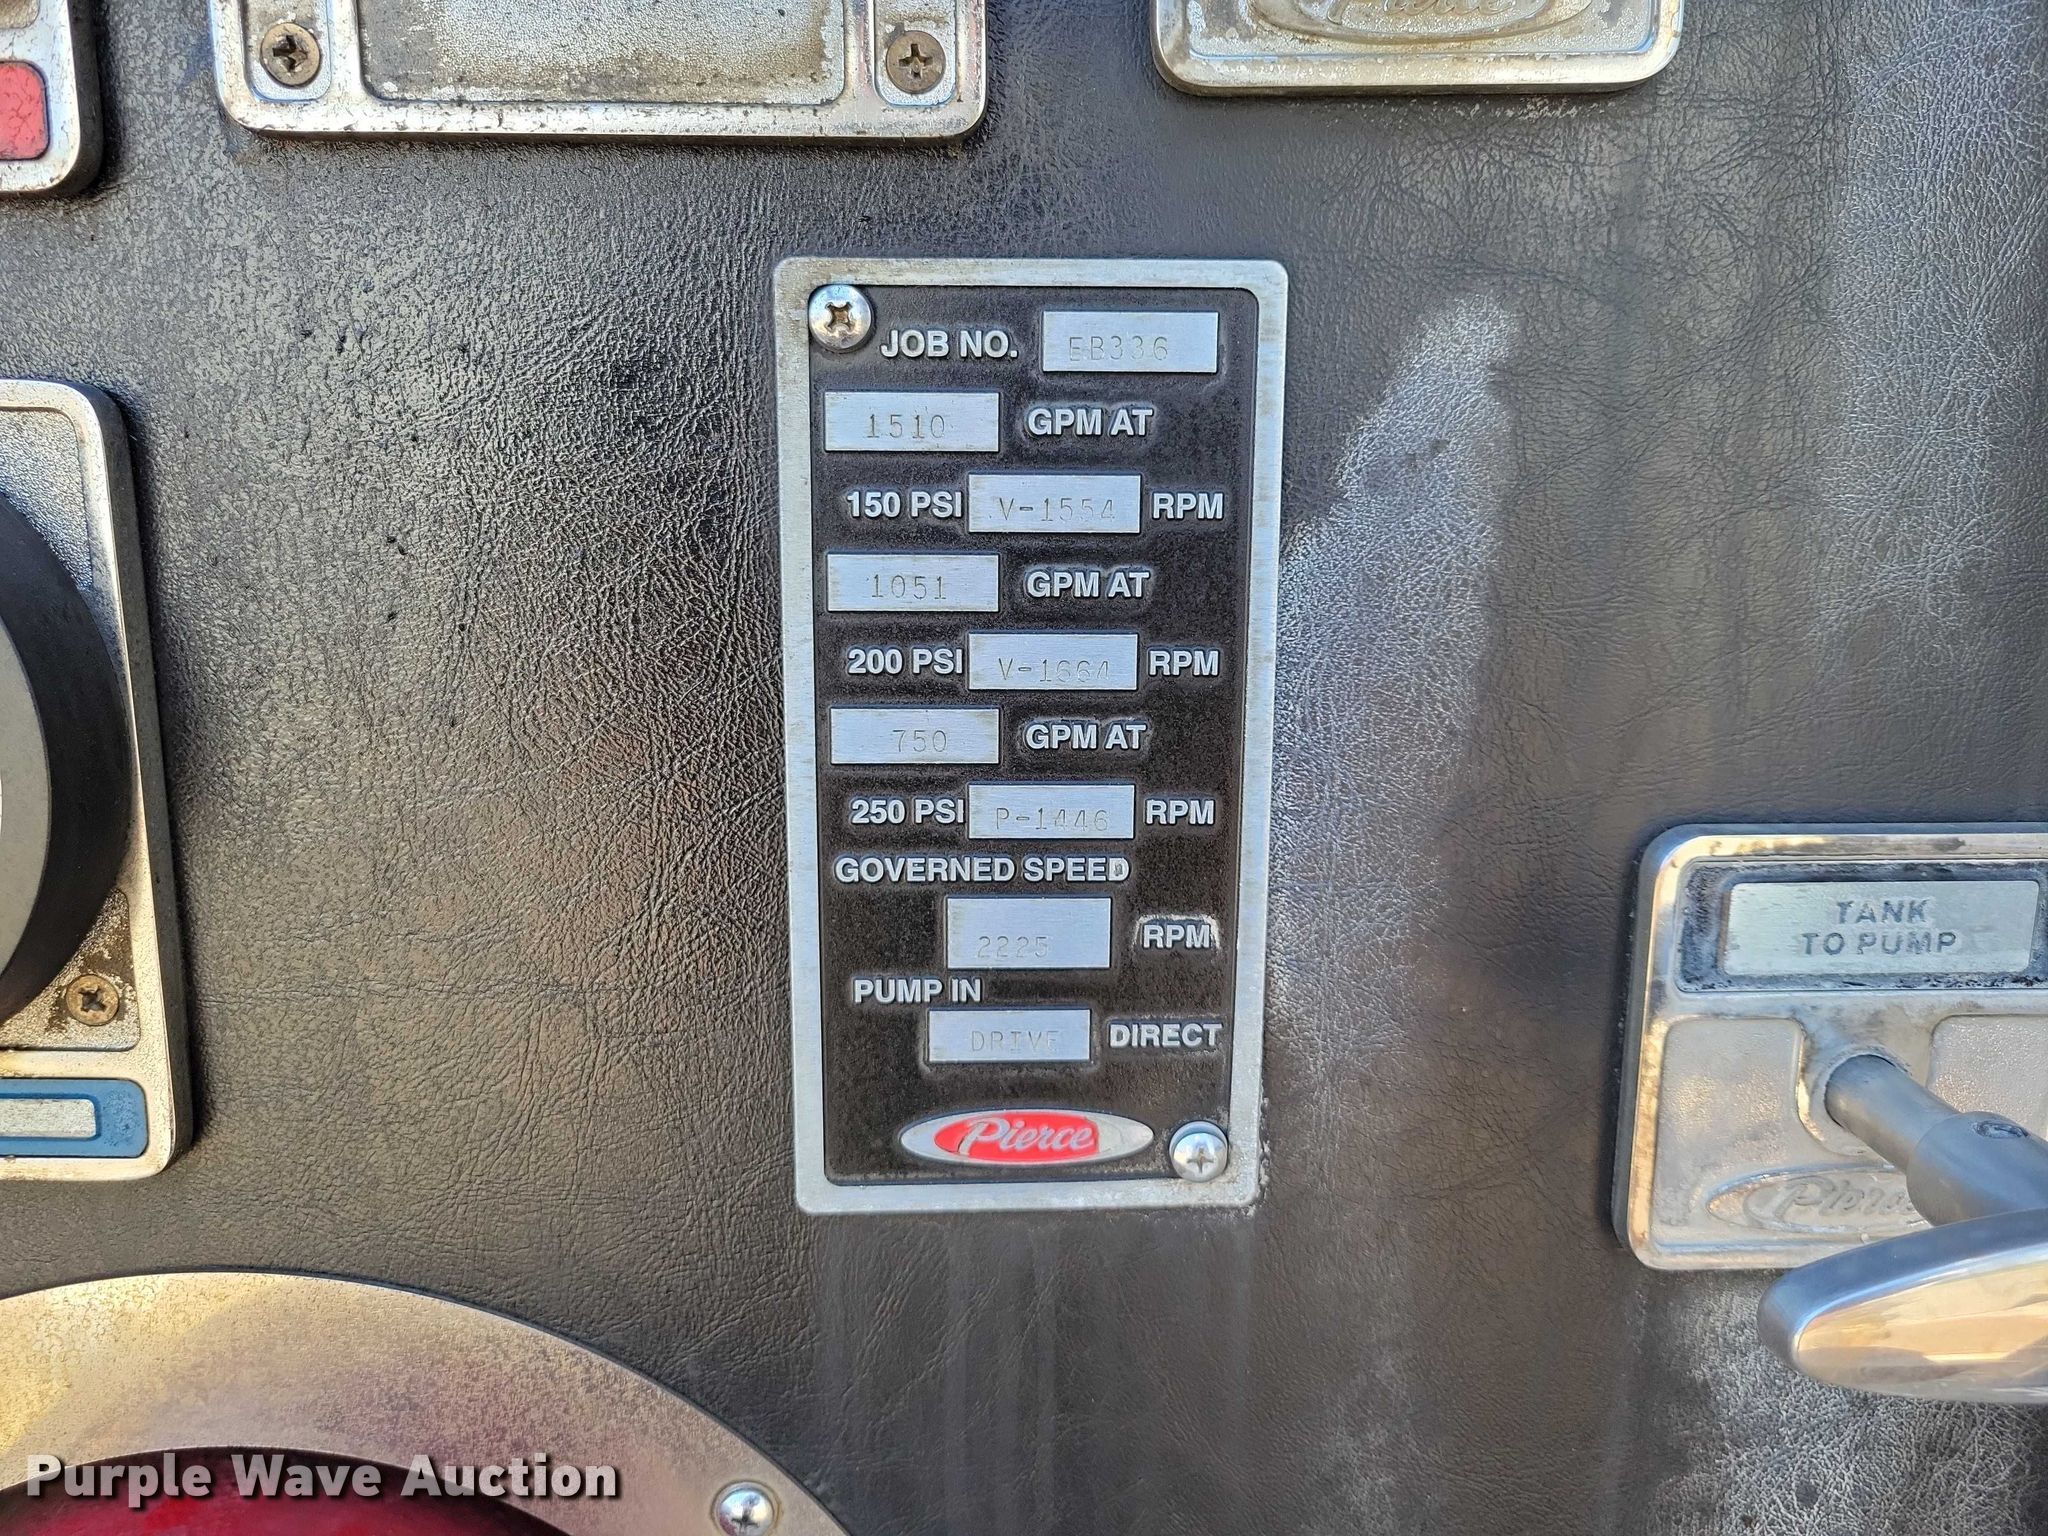 Pierce
JOB NO. EB336
1510 GPM AT
150 PSI V-1554 RPM
1051 GPM AT
200 PSI V-1664 RPM
750 GPM AT
250 PSI P-1446 RPM
GOVERNED SPEED
2225 RPM
PUMP IN
DRIVE DIRECT
Pierce
TANK
TO PUMP
Pierce
Purple Wave Auction